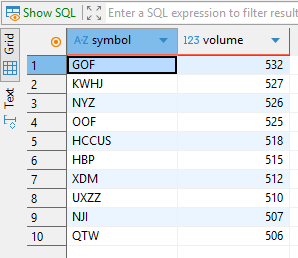 Show SQL Enter a SQL expression to filter result
Grid
Text
A-Z symbol 123 volume
1 GOF 532
2 KWHJ 527
3 NYZ 526
4 OOF 525
5 HCCUS 518
6 HBP 515
7 XDM 512
8 UXZZ 510
9 NJI 507
10 QTW 506